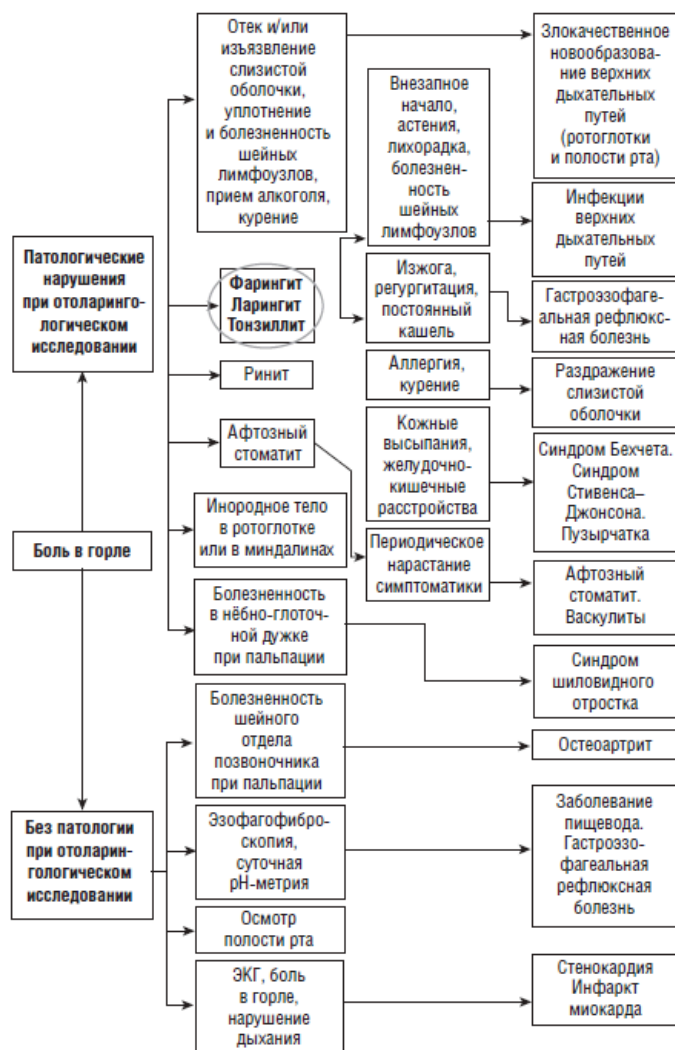 Отек и/или
изъязвление
слизистой
оболочки,
уплотнение
и болезненность
шейных
лимфоузлов,
прием алкоголя,
курение
Внезапное
начало,
астения,
лихорадка,
болезнен-
ность
шейных
лимфоузлов
Злокачественное
новообразова-
ние верхних
дыхательных
путей
(ротоглотки
и полости рта)
Инфекции
верхних
дыхательных
путей
Патологические
нарушения
при отоларинго-
логическом
исследовании
Фарингит
Ларингит
Тонзиллит
Изжога,
регургитация,
постоянный
кашель
Гастроэзофаге-
альная рефлюкс-
ная болезнь
Ринит
Аллергия,
курение
Раздражение
слизистой
оболочки
Афтозный
стоматит
Кожные
высыпания,
желудочно-
кишечные
расстройства
Синдром Бехчета.
Синдром
Стивенса–
Джонсона.
Пузырчатка
Инородное тело
в ротоглотке
или в миндалинах
Боль в горле
Периодическое
нарастание
симптоматики
Афтозный
стоматит.
Васкулиты
Болезненность
в нёбно-глоточ-
ной дужке
при пальпации
Синдром
шиловидного
отростка
Болезненность
шейного
отдела
позвоночника
при пальпации
Остеоартрит
Без патологии
при отоларин-
гологическом
исследовании
Эзофагофибро-
скопия,
суточная
рН-метрия
Заболевание
пищевода.
Гастроэзо-
фагеальная
рефлюксная
болезнь
Осмотр
полости рта
ЭКГ, боль
в горле,
нарушение
дыхания
Стенокардия
Инфаркт
миокарда